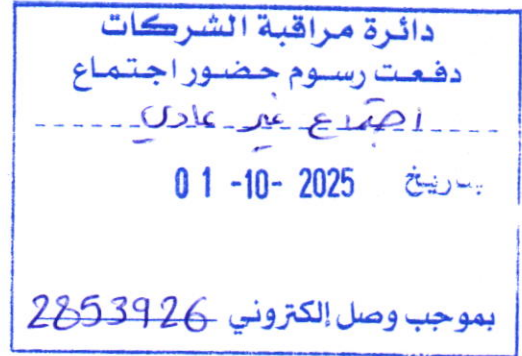 دائرة مراقبة الشركات
دفعت رسوم حضور اجتماع
اجتماع غير عادي
بتاريخ 2025 -10- 01
بموجب وصل إلكتروني 2853926